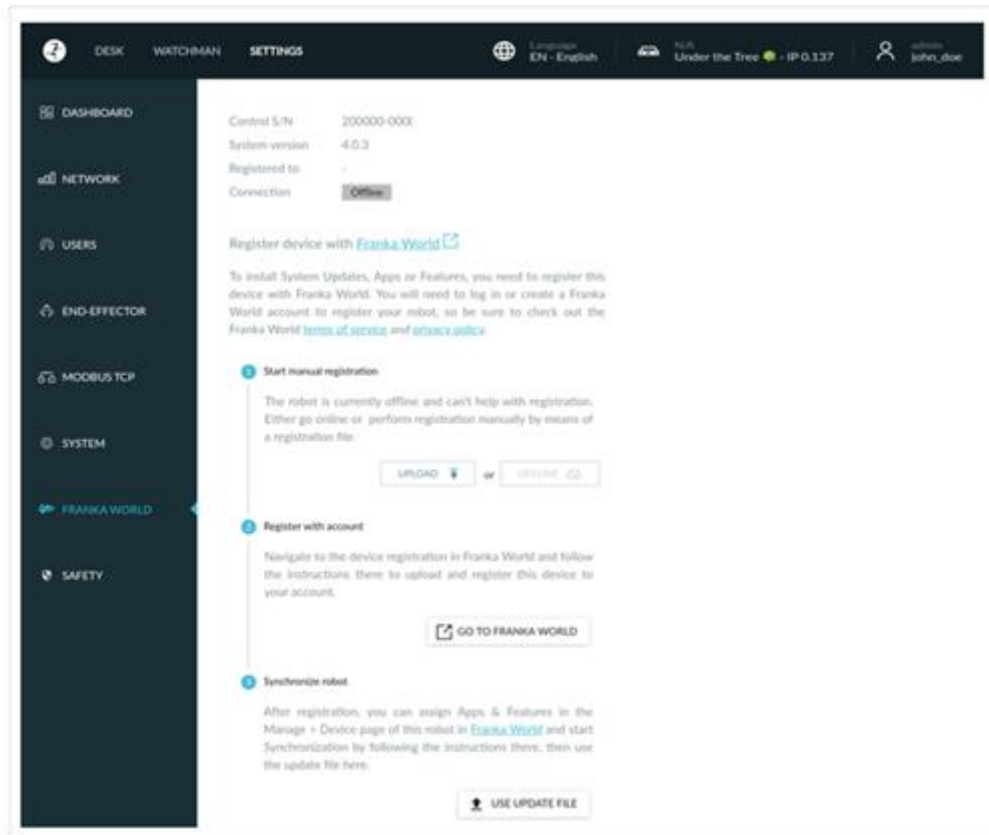 DESK WATCHMAN SETTINGS
Language
EN - English
N/A
Under the Tree - IP 0.137
admin
john_doe
DASHBOARD
NETWORK
USERS
END-EFFECTOR
MODBUS TCP
SYSTEM
FRANKA WORLD
SAFETY
Control S/N
System version 4.0.3
Registered to -
Connection Offline
Register device with Franka World
To install System Updates, Apps or Features, you need to register this
device with Franka World. You will need to log in or create a Franka
World account to register your robot, so be sure to check out the
Franka World terms of service and privacy policy.
1 Start manual registration
The robot is currently offline and can't help with registration.
Either go online or perform registration manually by means of
a registration file.
UPLOAD or OFFLINE
2 Register with account
Navigate to the device registration in Franka World and follow
the instructions there to upload and register this device to
your account.
GO TO FRANKA WORLD
3 Synchronize robot
After registration, you can assign Apps & Features in the
Manage + Device page of this robot in Franka World and start
Synchronization by following the instructions there, then use
the update file here.
USE UPDATE FILE